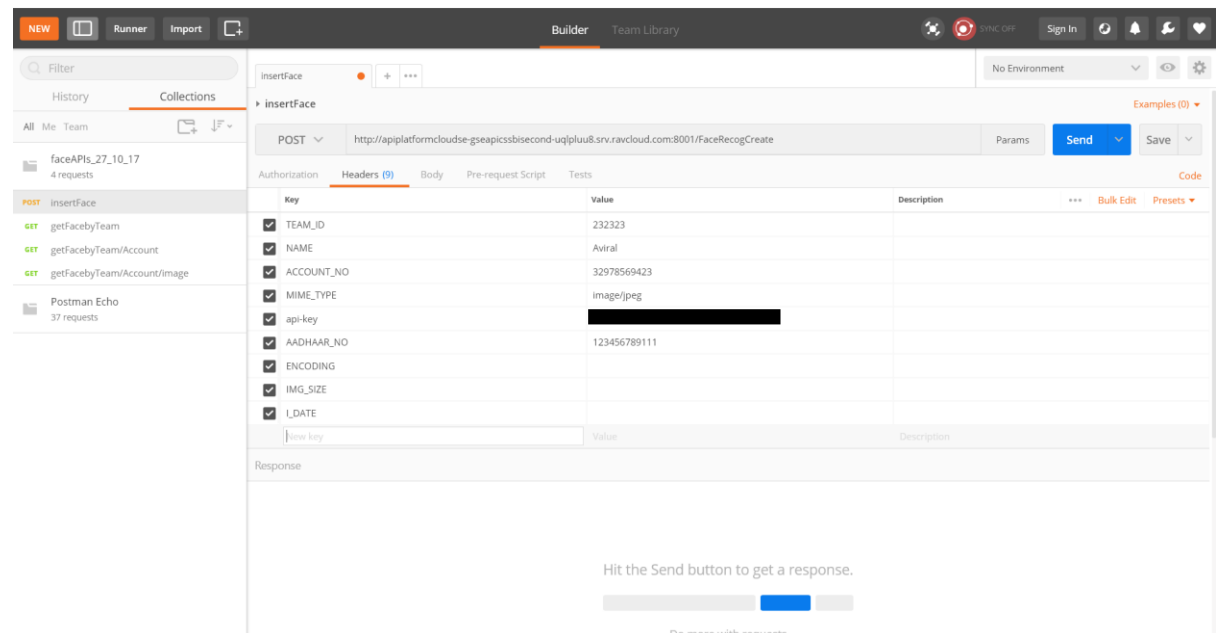 NEW Runner Import Builder Team Library SYNC OFF Sign In
Filter
History Collections
All Me Team
faceAPIs_27_10_17
4 requests
POST insertFace
GET getFacebyTeam
GET getFacebyTeam/Account
GET getFacebyTeam/Account/image
Postman Echo
37 requests
insertFace + ••• No Environment
insertFace Examples (0)
POST http://apiplatformcloudse-gseapicssbisecond-uqlpluu8.srv.ravcloud.com:8001/FaceRecogCreate Params Send Save
Authorization Headers (9) Body Pre-request Script Tests Code
Key Value Description ••• Bulk Edit Presets
TEAM_ID 232323
NAME Aviral
ACCOUNT_NO 32978569423
MIME_TYPE image/jpeg
api-key
AADHAAR_NO 123456789111
ENCODING
IMG_SIZE
I_DATE
New key Value Description
Response
Hit the Send button to get a response.
Do more with requests